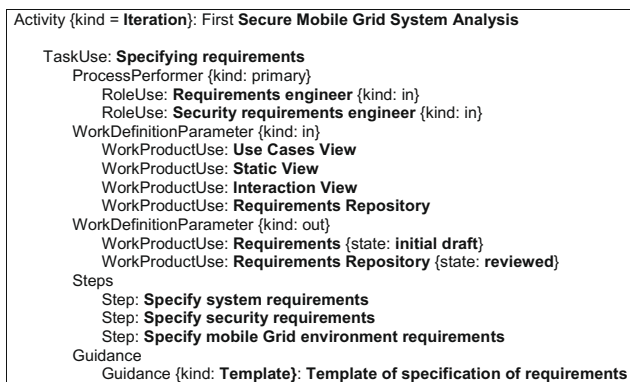 Activity {kind = Iteration}: First Secure Mobile Grid System Analysis
TaskUse: Specifying requirements
ProcessPerformer {kind: primary}
RoleUse: Requirements engineer {kind: in}
RoleUse: Security requirements engineer {kind: in}
WorkDefinitionParameter {kind: in}
WorkProductUse: Use Cases View
WorkProductUse: Static View
WorkProductUse: Interaction View
WorkProductUse: Requirements Repository
WorkDefinitionParameter {kind: out}
WorkProductUse: Requirements {state: initial draft}
WorkProductUse: Requirements Repository {state: reviewed}
Steps
Step: Specify system requirements
Step: Specify security requirements
Step: Specify mobile Grid environment requirements
Guidance
Guidance {kind: Template}: Template of specification of requirements